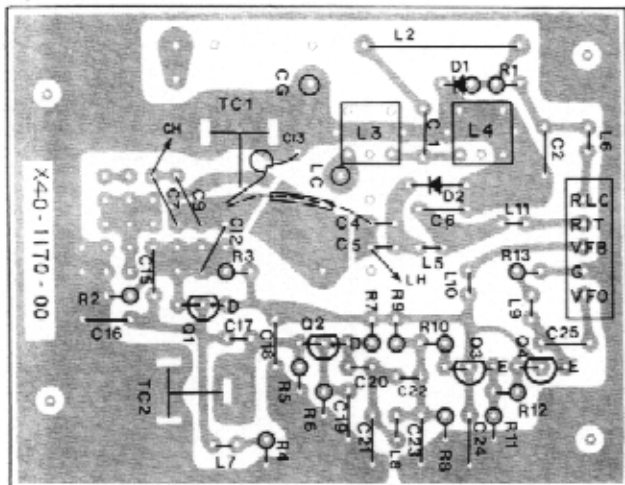 L2
D1
R1
CG
TC1
L3
C1
L4
CH
C13
C2
L6
LC
C7
C9
D2
RLC
C4
C6
L11
RIT
C12
C5
L5
VFB
C15
R3
LH
L10
R13
G
R2
R7
R9
L9
VFO
X40-1170-00
C16
Q1
D
C17
C18
Q2
D
R10
Q3
Q4
C25
TC2
R5
C20
C22
E
E
R6
C19
R12
L7
R4
C21
L8
C23
R8
C24
R11